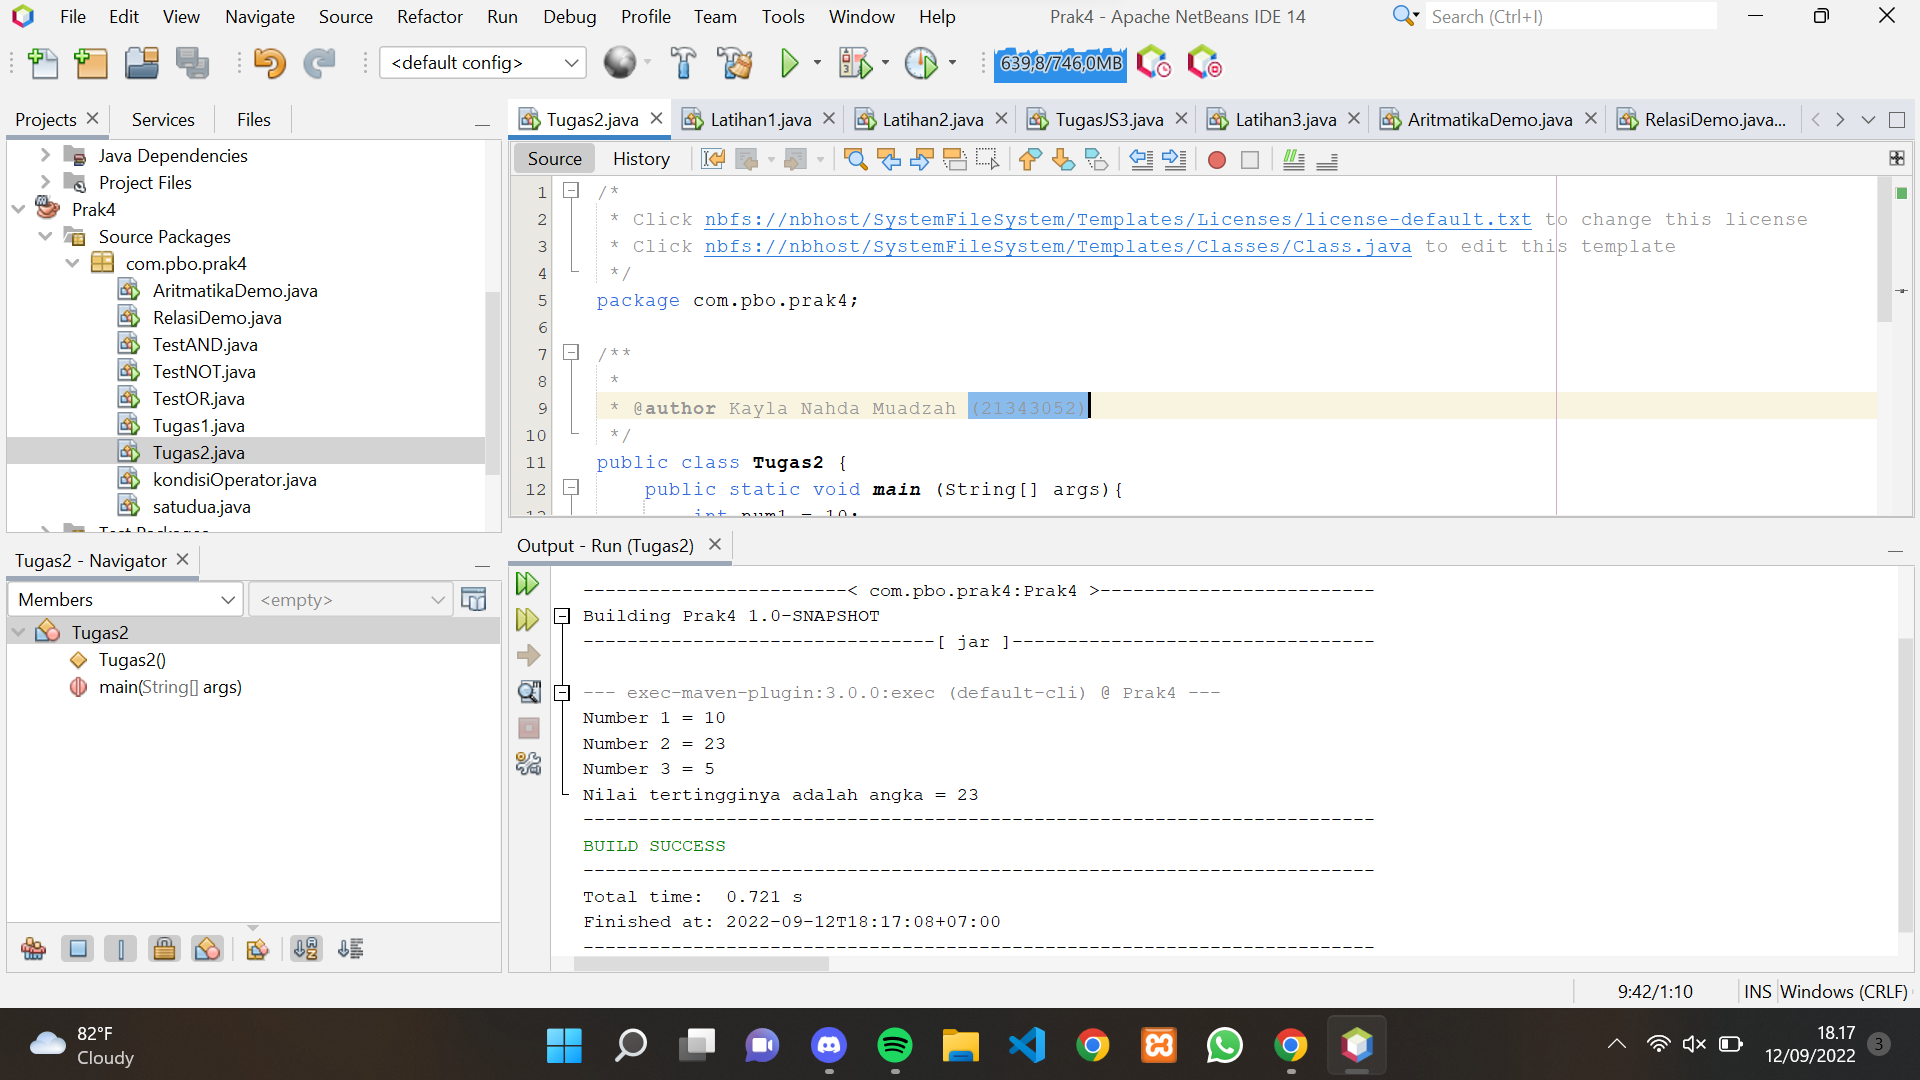 File Edit View Navigate Source Refactor Run Debug Profile Team Tools Window Help
Prak4 - Apache NetBeans IDE 14
Search (Ctrl+I)
<default config>
639,8/746,0MB
Projects Services Files
Java Dependencies
Project Files
Prak4
Source Packages
com.pbo.prak4
AritmatikaDemo.java
RelasiDemo.java
TestAND.java
TestNOT.java
TestOR.java
Tugas1.java
Tugas2.java
kondisiOperator.java
satudua.java
Test Packages
Tugas2 - Navigator
Members
<empty>
Tugas2
Tugas2()
main(String[] args)
Tugas2.java Latihan1.java Latihan2.java TugasJS3.java Latihan3.java AritmatikaDemo.java RelasiDemo.java...
Source History
1 /*
2 * Click nbfs://nbhost/SystemFileSystem/Templates/Licenses/license-default.txt to change this license
3 * Click nbfs://nbhost/SystemFileSystem/Templates/Classes/Class.java to edit this template
4 */
5 package com.pbo.prak4;
6
7 /**
8 *
9 * @author Kayla Nahda Muadzah (21343052)
10 */
11 public class Tugas2 {
12 public static void main (String[] args){
13 int num1 = 10;
Output - Run (Tugas2)
------------------------< com.pbo.prak4:Prak4 >-------------------------
Building Prak4 1.0-SNAPSHOT
--------------------------------[ jar ]---------------------------------
--- exec-maven-plugin:3.0.0:exec (default-cli) @ Prak4 ---
Number 1 = 10
Number 2 = 23
Number 3 = 5
Nilai tertingginya adalah angka = 23
------------------------------------------------------------------------
BUILD SUCCESS
------------------------------------------------------------------------
Total time:  0.721 s
Finished at: 2022-09-12T18:17:08+07:00
------------------------------------------------------------------------
9:42/1:10
INS
Windows (CRLF)
82°F
Cloudy
18.17
12/09/2022
3